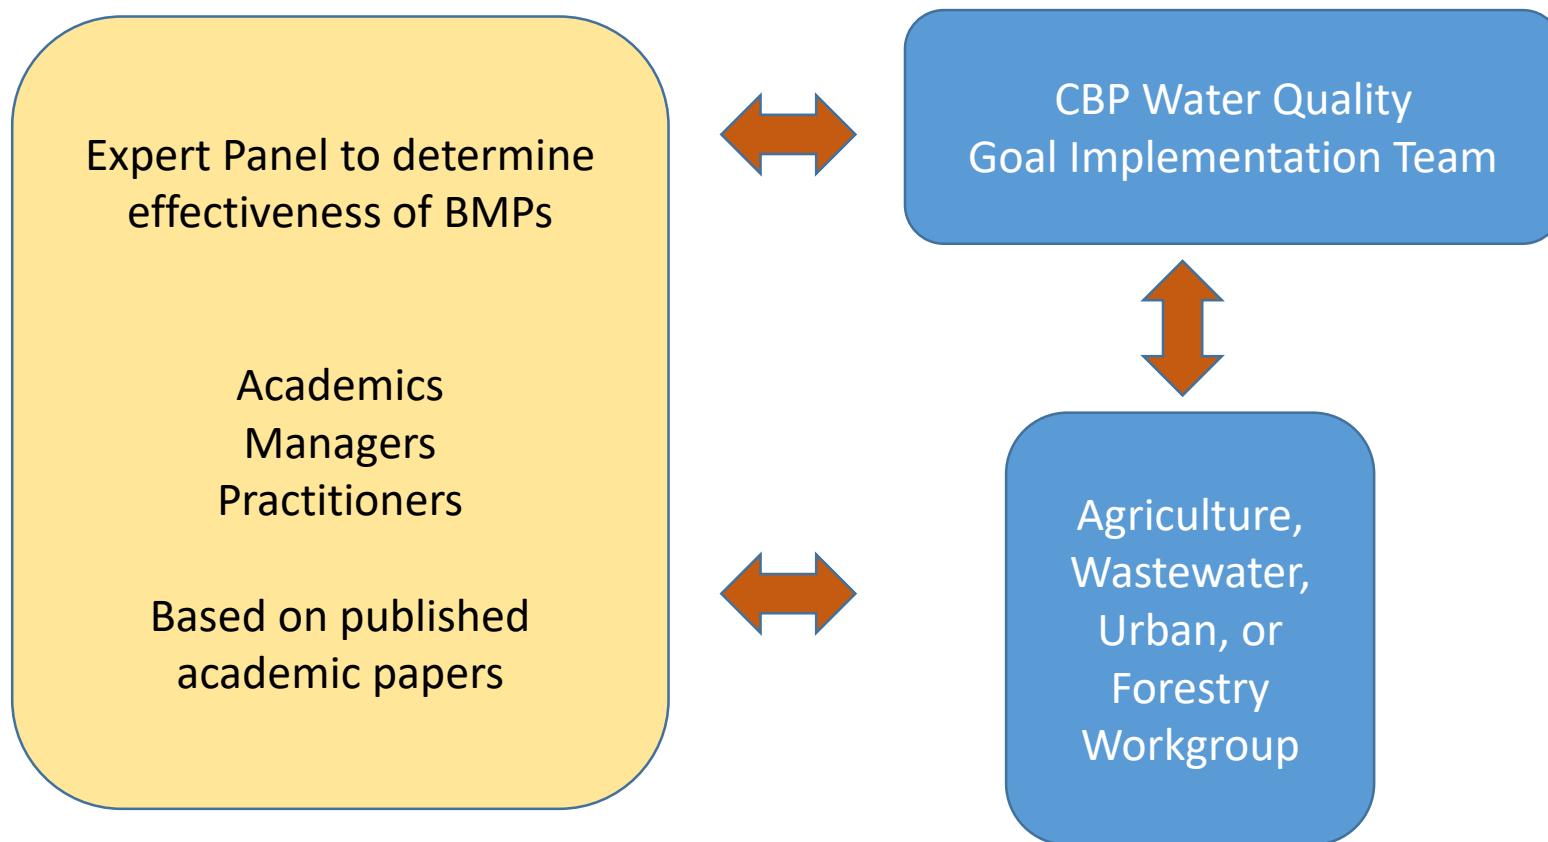 Expert Panel to determine
effectiveness of BMPs
Academics
Managers
Practitioners
Based on published
academic papers
CBP Water Quality
Goal Implementation Team
Agriculture,
Wastewater,
Urban, or
Forestry
Workgroup